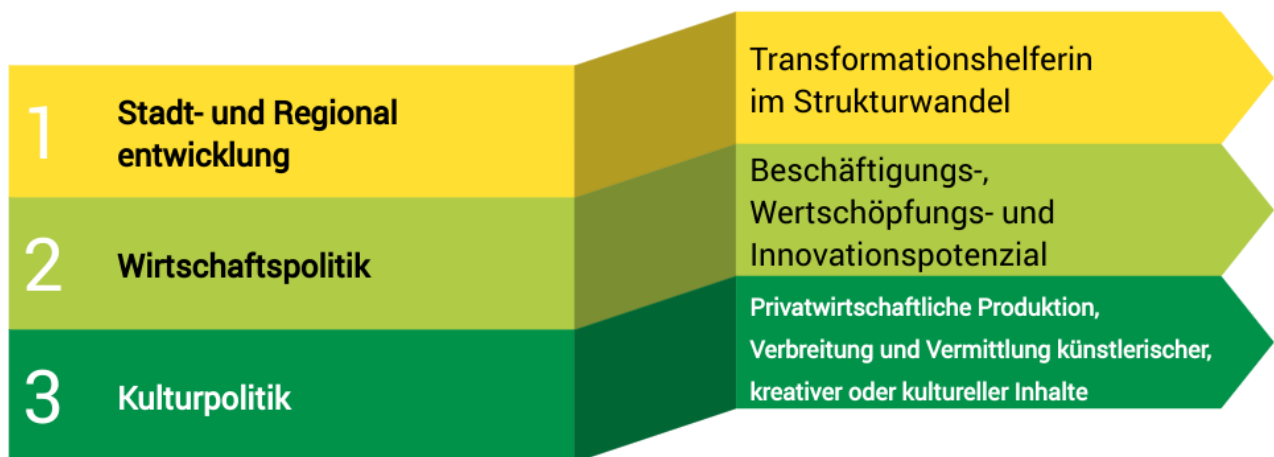 1
Stadt- und Regional
entwicklung
Transformationshelferin
im Strukturwandel
2
Wirtschaftspolitik
Beschäftigungs-,
Wertschöpfungs- und
Innovationspotenzial
3
Kulturpolitik
Privatwirtschaftliche Produktion,
Verbreitung und Vermittlung künstlerischer,
kreativer oder kultureller Inhalte